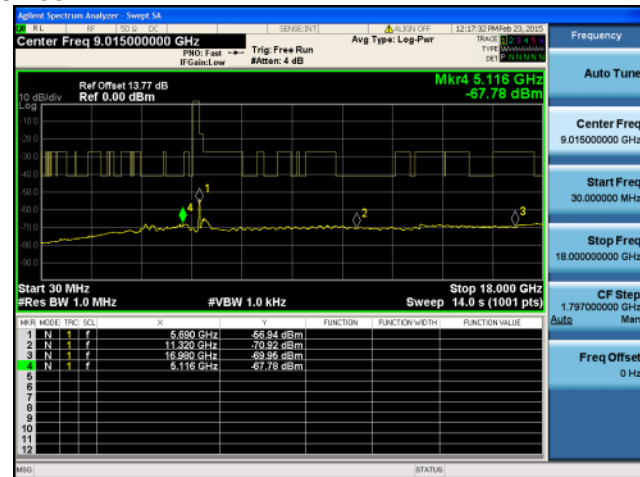 Agilent Spectrum Analyzer - Swept SA
RL RF 50 Ω DC SENSE:INT ALIGN OFF 12:17:32 PMFeb 23, 2015
Center Freq 9.015000000 GHz
PNO: Fast
IFGain:Low
Trig: Free Run
#Atten: 4 dB
Avg Type: Log-Pwr
TRACE 1 2 3 4 5 6
TYPE
DET P N N N N N
Ref Offset 13.77 dB
Ref 0.00 dBm
10 dB/div
Log
Mkr4 5.116 GHz
-67.78 dBm
-10.0
-20.0
-30.0
-40.0
-50.0
-60.0
-70.0
-80.0
-90.0
1
4
2
3
Start 30 MHz
Stop 18.000 GHz
#Res BW 1.0 MHz
#VBW 1.0 kHz
Sweep 14.0 s (1001 pts)
MKR MODE TRC SCL X Y FUNCTION FUNCTION WIDTH FUNCTION VALUE
1 N 1 f 5.690 GHz -56.94 dBm
2 N 1 f 11.320 GHz -70.92 dBm
3 N 1 f 16.980 GHz -69.95 dBm
4 N 1 f 5.116 GHz -67.78 dBm
5
6
7
8
9
10
11
12
MSG
STATUS
Frequency
Auto Tune
Center Freq
9.015000000 GHz
Start Freq
30.000000 MHz
Stop Freq
18.000000000 GHz
CF Step
1.797000000 GHz
Auto Man
Freq Offset
0 Hz